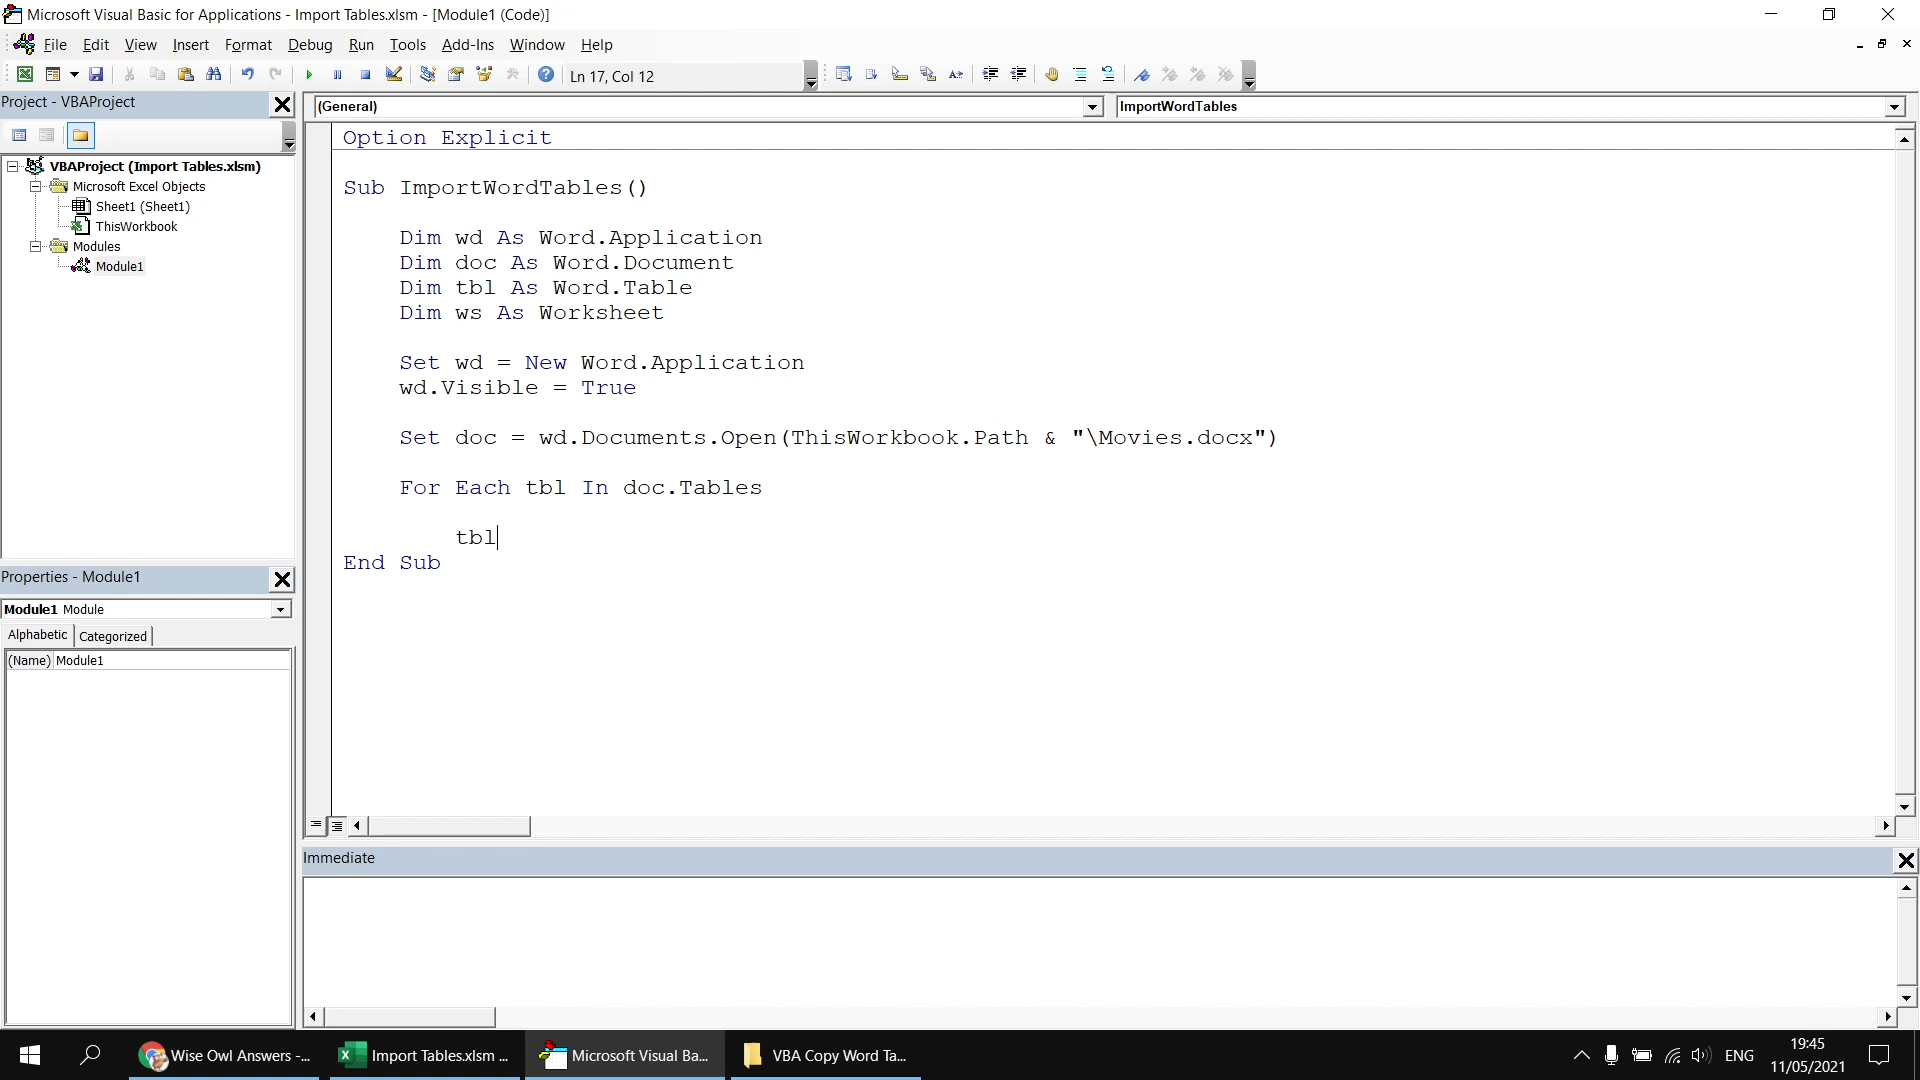 Microsoft Visual Basic for Applications - Import Tables.xlsm - [Module1 (Code)]
File Edit View Insert Format Debug Run Tools Add-Ins Window Help
Ln 17, Col 12
Project - VBAProject
(General)
ImportWordTables
VBAProject (Import Tables.xlsm)
Microsoft Excel Objects
Sheet1 (Sheet1)
ThisWorkbook
Modules
Module1
Option Explicit
Sub ImportWordTables()
Dim wd As Word.Application
Dim doc As Word.Document
Dim tbl As Word.Table
Dim ws As Worksheet
Set wd = New Word.Application
wd.Visible = True
Set doc = wd.Documents.Open(ThisWorkbook.Path & "\Movies.docx")
For Each tbl In doc.Tables
tbl
End Sub
Properties - Module1
Module1 Module
Alphabetic Categorized
(Name) Module1
Immediate
Wise Owl Answers -...
Import Tables.xlsm ...
Microsoft Visual Ba...
VBA Copy Word Ta...
ENG
19:45
11/05/2021